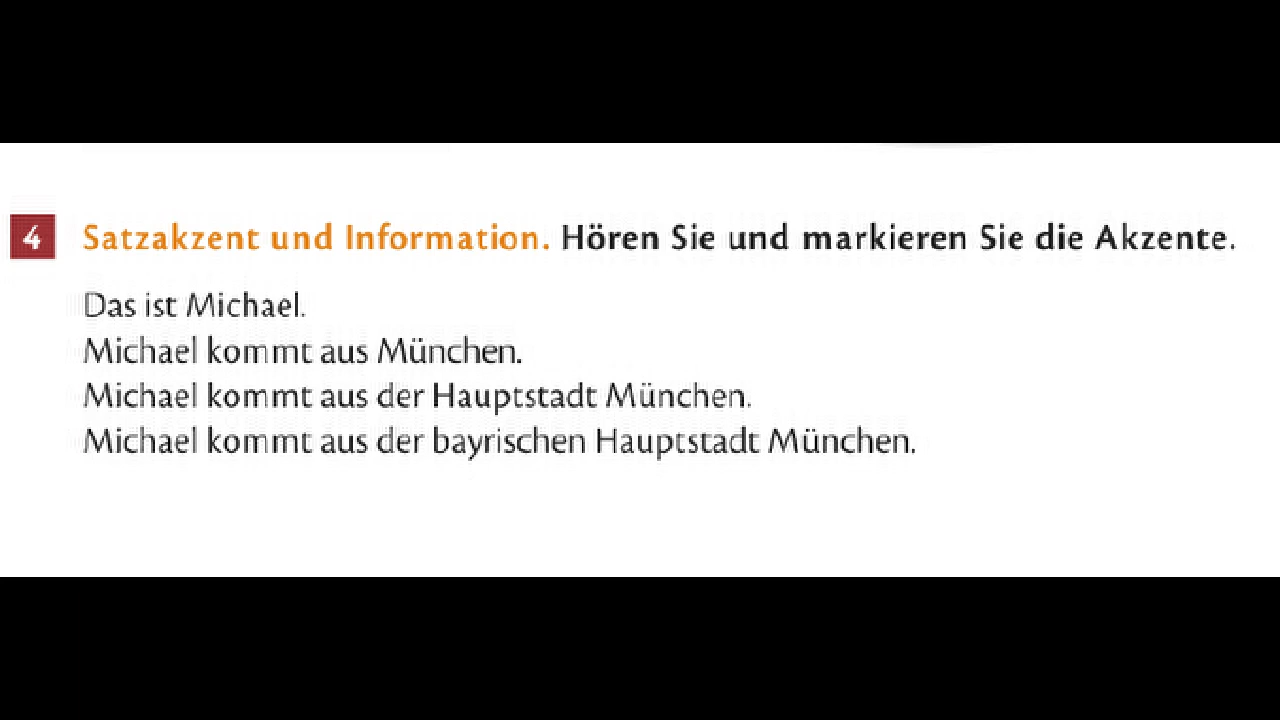 4 Satzakzent und Information. Hören Sie und markieren Sie die Akzente.
Das ist Michael.
Michael kommt aus München.
Michael kommt aus der Hauptstadt München.
Michael kommt aus der bayrischen Hauptstadt München.